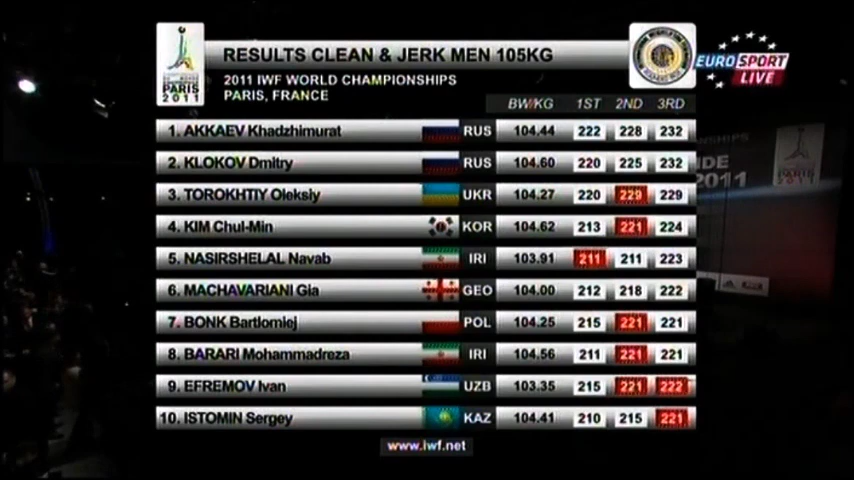 RESULTS CLEAN & JERK MEN 105KG
2011 IWF WORLD CHAMPIONSHIPS
PARIS, FRANCE
PARIS
2011
EUROSPORT
LIVE
BW/KG 1ST 2ND 3RD
1. AKKAEV Khadzhimurat RUS 104.44 222 228 232
2. KLOKOV Dmitry RUS 104.60 220 225 232
3. TOROKHTIY Oleksiy UKR 104.27 220 229 229
4. KIM Chul-Min KOR 104.62 213 221 224
5. NASIRSHELAL Navab IRI 103.91 211 211 223
6. MACHAVARIANI Gia GEO 104.00 212 218 222
7. BONK Bartlomiej POL 104.25 215 221 221
8. BARARI Mohammadreza IRI 104.56 211 221 221
9. EFREMOV Ivan UZB 103.35 215 221 222
10. ISTOMIN Sergey KAZ 104.41 210 215 221
www.iwf.net
2011